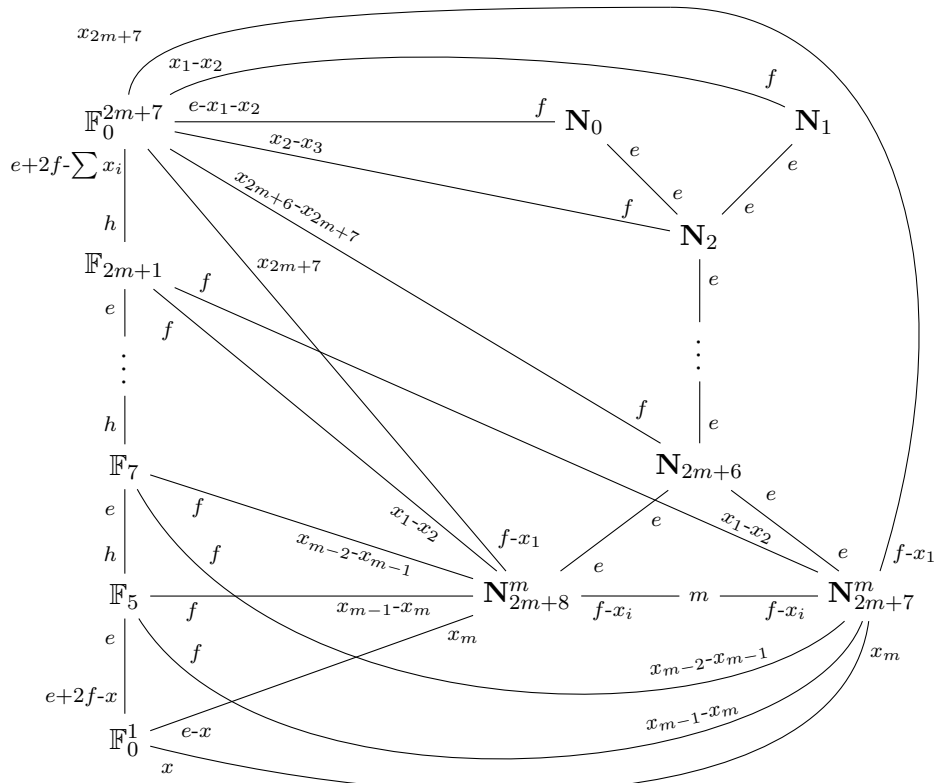 x_{2m+7}
x_1-x_2
f
𝔽_0^{2m+7} e-x_1-x_2 f N_0 N_1
e+2f-∑ x_i x_2-x_3 e e
x_{2m+6}-x_{2m+7} f e e
h N_2
x_{2m+7} e
𝔽_{2m+1} f
e f
⋮ ⋮
h f e
𝔽_7 N_{2m+6}
e f x_1-x_2 x_1-x_2 e
x_{m-2}-x_{m-1} f-x_1 e
h f e e f-x_1
𝔽_5 x_{m-1}-x_m N_{2m+8}^m m N_{2m+7}^m
f f-x_i f-x_i
e f x_m x_{m-2}-x_{m-1} x_m
e+2f-x x_{m-1}-x_m
𝔽_0^1 e-x
x